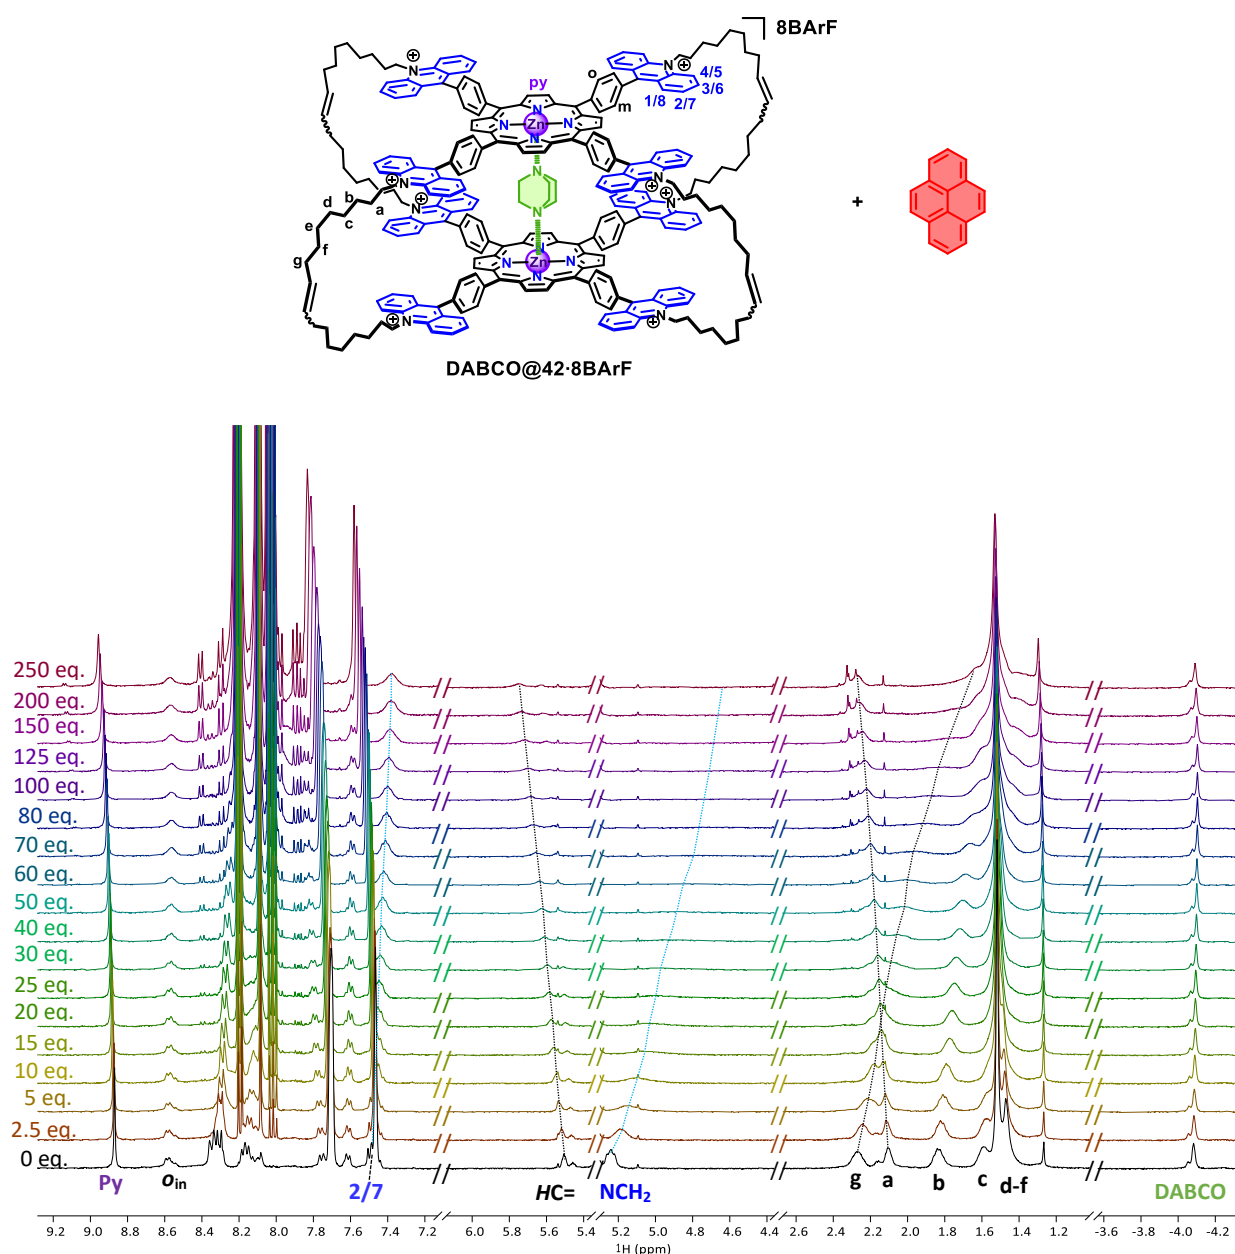 8BArF
4/5
3/6
1/8
2/7
py
o
m
N
N
N
N
N
N
N
N
Zn
N
N
N
N
N
N
N
N
N
N
Zn
a
b
c
d
e
f
g
+
DABCO@42·8BArF
250 eq.
200 eq.
150 eq.
125 eq.
100 eq.
80 eq.
70 eq.
60 eq.
50 eq.
40 eq.
30 eq.
25 eq.
20 eq.
15 eq.
10 eq.
5 eq.
2.5 eq.
0 eq.
Py
oin
2/7
HC=
NCH2
g
a
b
c
d-f
DABCO
9.2 9.0 8.8 8.6 8.4 8.2 8.0 7.8 7.6 7.4 7.2 5.8 5.6 5.4 5.2 5.0 4.8 4.6 4.4 2.6 2.4 2.2 2.0 1.8 1.6 1.4 1.2 -3.6 -3.8 -4.0 -4.2
1H (ppm)